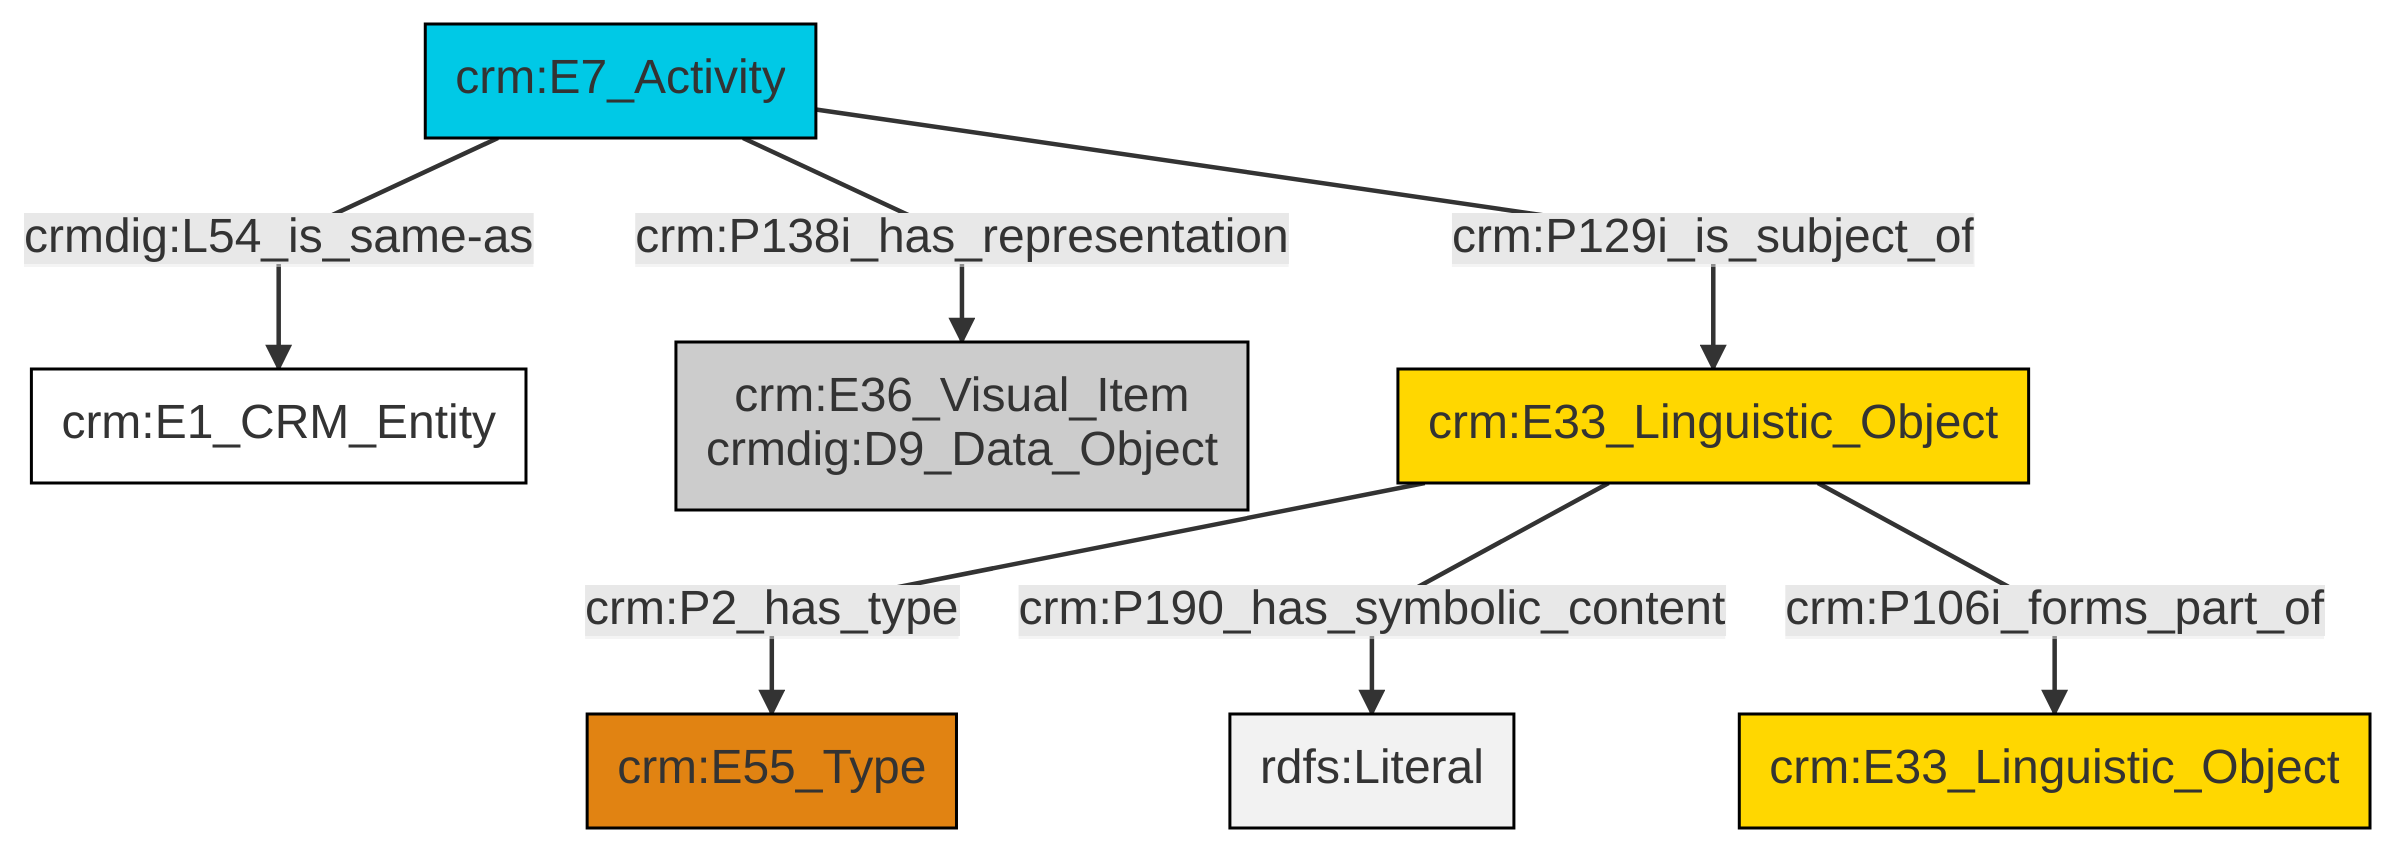 crm:E7_Activity
crmdig:L54_is_same-as
crm:P138i_has_representation
crm:P129i_is_subject_of
crm:E1_CRM_Entity
crm:E36_Visual_Item
crmdig:D9_Data_Object
crm:E33_Linguistic_Object
crm:P2_has_type
crm:P190_has_symbolic_content
crm:P106i_forms_part_of
crm:E55_Type
rdfs:Literal
crm:E33_Linguistic_Object